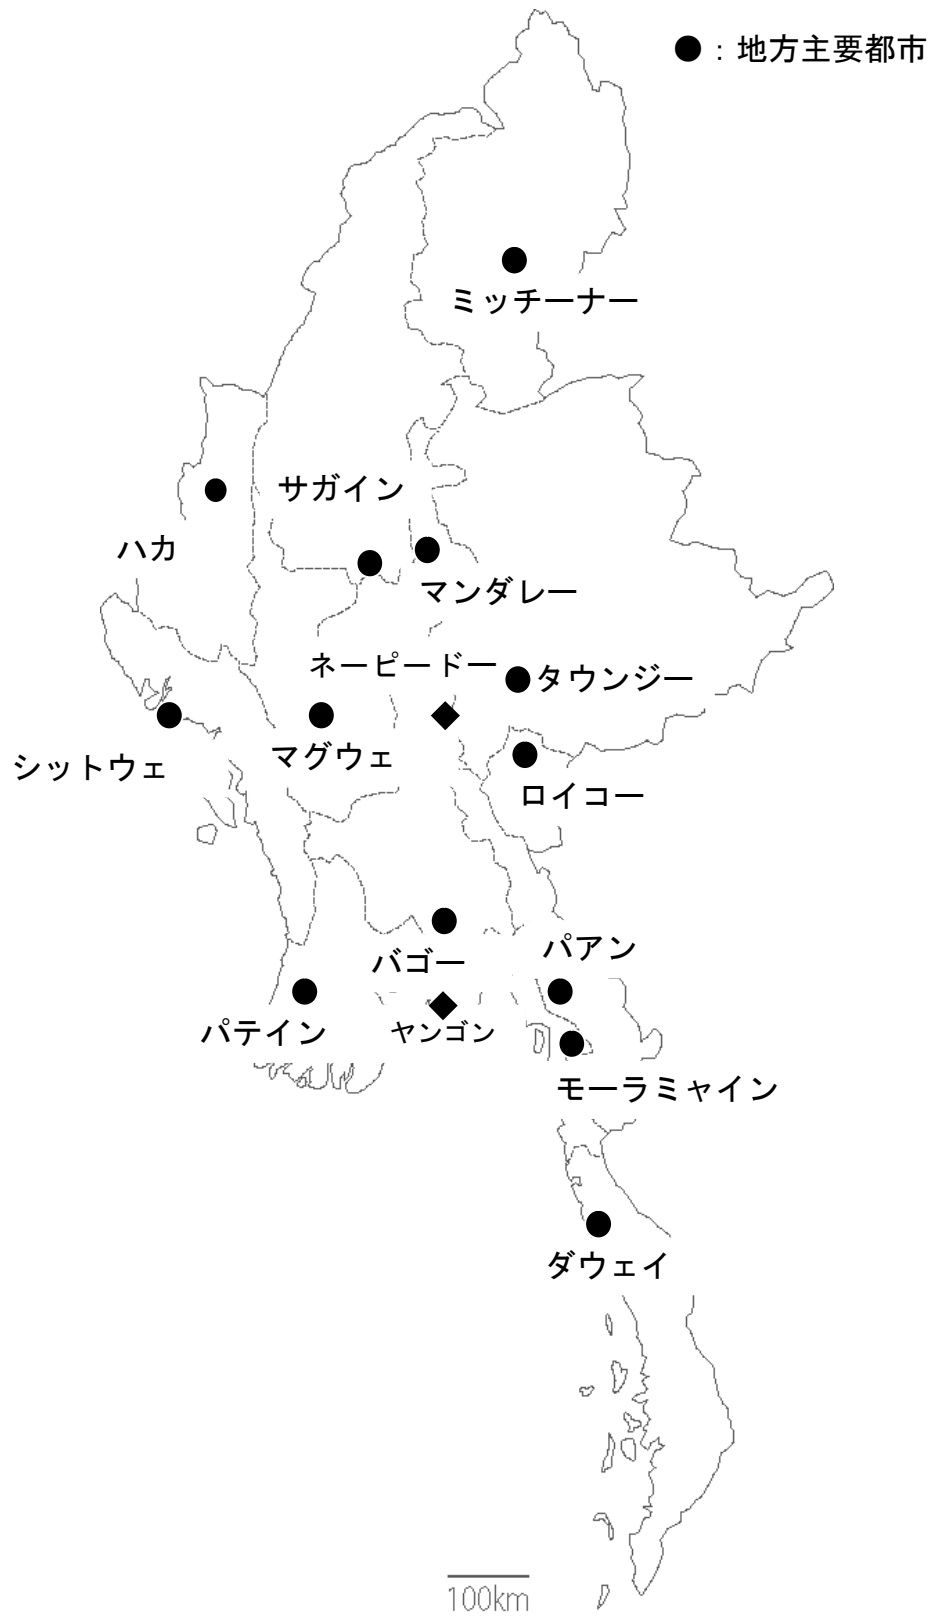 ●：地方主要都市
ミッチーナー
サガイン
ハカ
マンダレー
ネーピードー
タウンジー
シットウェ
マグウェ
ロイコー
バゴー
パアン
パテイン
ヤンゴン
モーラミャイン
ダウェイ
100km